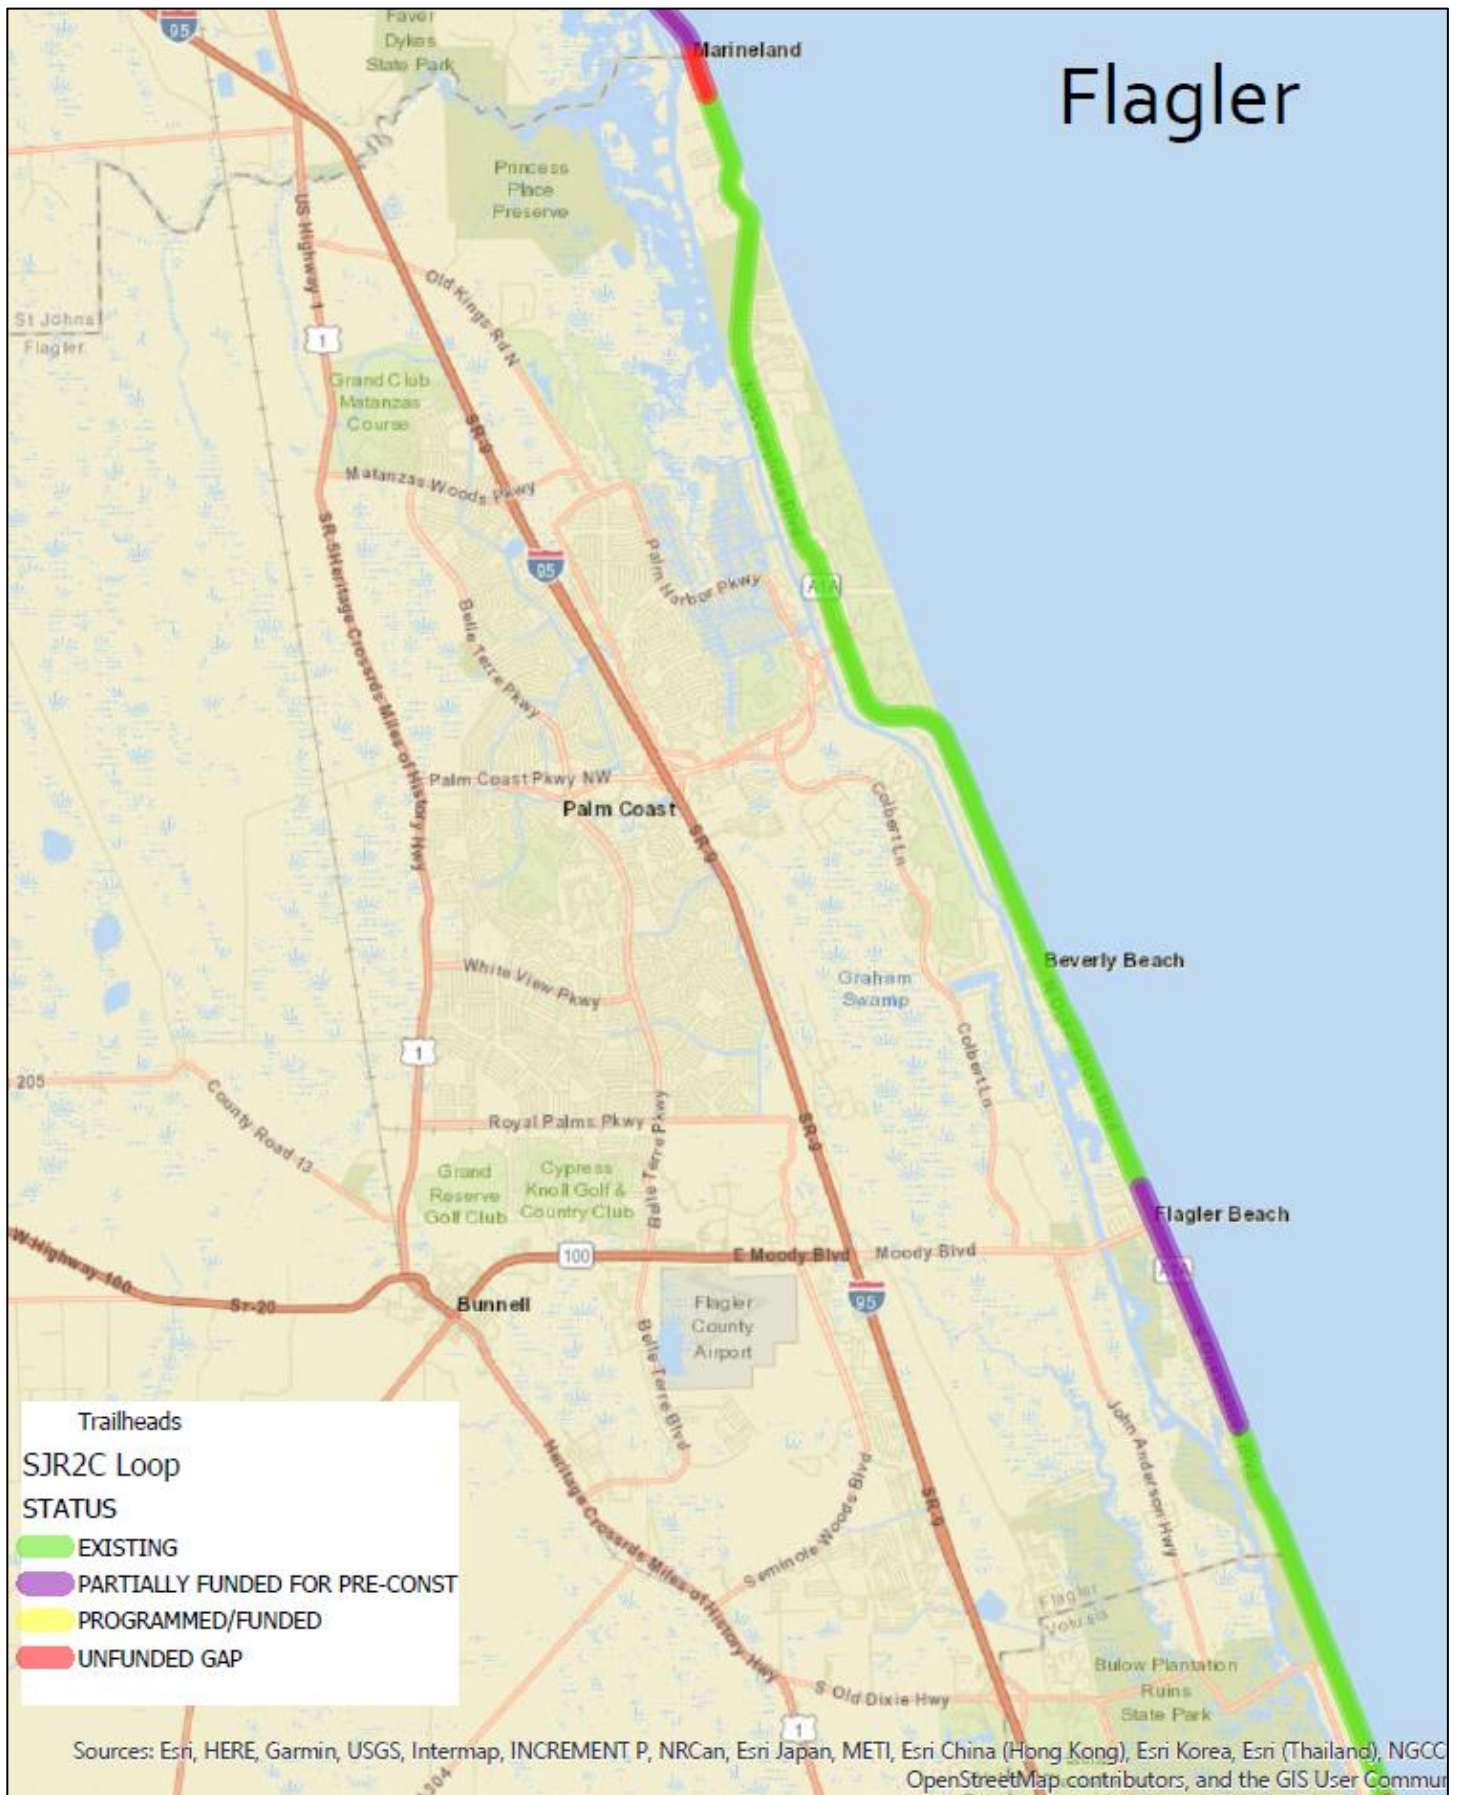 95
Faver
Dykes
State Park
Marineland
Flagler
Princess
Place
Preserve
US Highway 1
Old Kings Rd N
St Johns
Flagler
1
Grand Club
Matanzas
Course
SR-9
Matanzas Woods Pkwy
95
Palm Harbor Pkwy
A1A
SR-5
Heritage Crossrds Miles of History Hwy
Belle Terre Pkwy
Palm Coast Pkwy NW
Palm Coast
SR-9
Colbert Ln
Beverly Beach
White View Pkwy
Graham
Swamp
1
Colbert Ln
205
County Road 13
Royal Palms Pkwy
Belle Terre Pkwy
SR-9
Grand
Reserve
Golf Club
Cypress
Knoll Golf &
Country Club
Flagler Beach
W Highway 100
100
E Moody Blvd
Moody Blvd
A1A
Sr-20
Bunnell
95
Flagler
County
Airport
Belle Terre Blvd
John Anderson Hwy
Heritage Crossrds Miles of History Hwy
Seminole Woods Blvd
SR-9
Blvd
Trailheads
SJR2C Loop
STATUS
EXISTING
PARTIALLY FUNDED FOR PRE-CONST
PROGRAMMED/FUNDED
UNFUNDED GAP
Flagler
Volusia
Bulow Plantation
Ruins
State Park
S Old Dixie Hwy
1
304
Sources: Esri, HERE, Garmin, USGS, Intermap, INCREMENT P, NRCan, Esri Japan, METI, Esri China (Hong Kong), Esri Korea, Esri (Thailand), NGCC
OpenStreetMap contributors, and the GIS User Commun